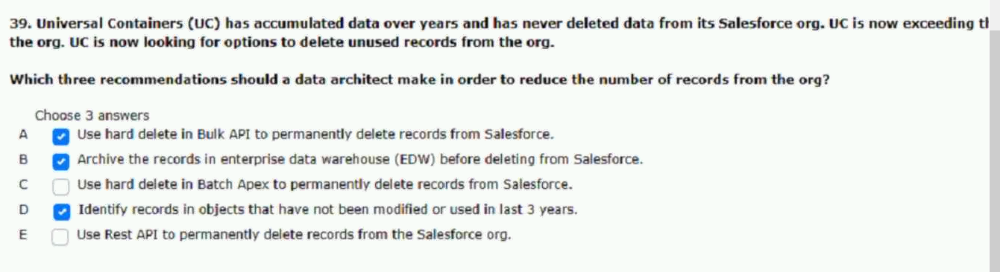 39. Universal Containers (UC) has accumulated data over years and has never deleted data from its Salesforce org. UC is now exceeding
the org. UC is now looking for options to delete unused records from the org.
Which three recommendations should a data architect make in order to reduce the number of records from the org?
Choose 3 answers
A Use hard delete in Bulk API to permanently delete records from Salesforce.
B Archive the records in enterprise data warehouse (EDW) before deleting from Salesforce.
C Use hard delete in Batch Apex to permanently delete records from Salesforce.
D Identify records in objects that have not been modified or used in last 3 years.
E Use Rest API to permanently delete records from the Salesforce org.